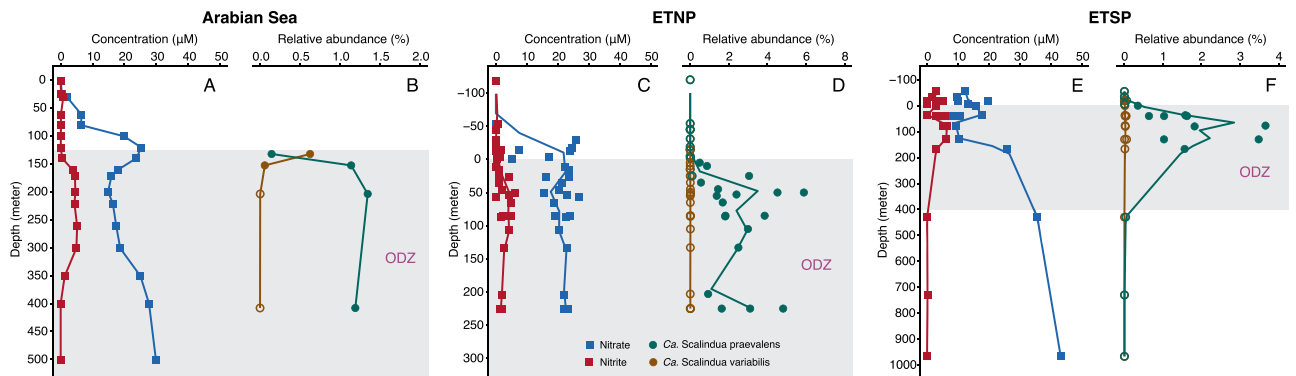 Arabian Sea
ETNP
ETSP
Concentration (µM)
Relative abundance (%)
Concentration (µM)
Relative abundance (%)
Concentration (µM)
Relative abundance (%)
0 10 20 30 40 50
0.0 0.4 0.8 1.2 1.6 2.0
0 10 20 30 40 50
0 2 4 6 8
0 10 20 30 40 50
0 1 2 3 4
A
B
C
D
E
F
Depth (meter)
0
50
100
150
200
250
300
350
400
450
500
ODZ
Depth (meter)
−100
−50
0
50
100
150
200
250
300
ODZ
Nitrate
Nitrite
Ca. Scalindua praevalens
Ca. Scalindua variabilis
Depth (meter)
−100
0
100
200
300
400
500
600
700
800
900
1000
ODZ